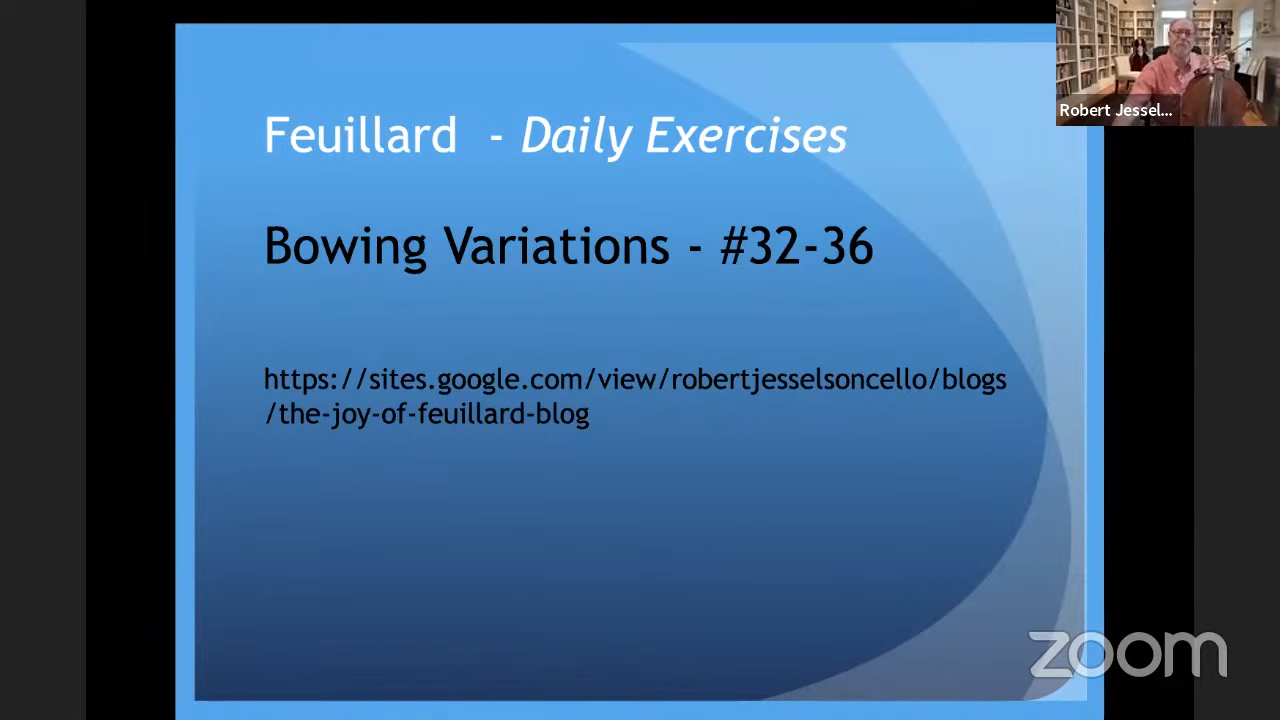 Robert Jessel...
Feuillard - Daily Exercises
Bowing Variations - #32-36
https://sites.google.com/view/robertjesselsoncello/blogs
/the-joy-of-feuillard-blog
zoom